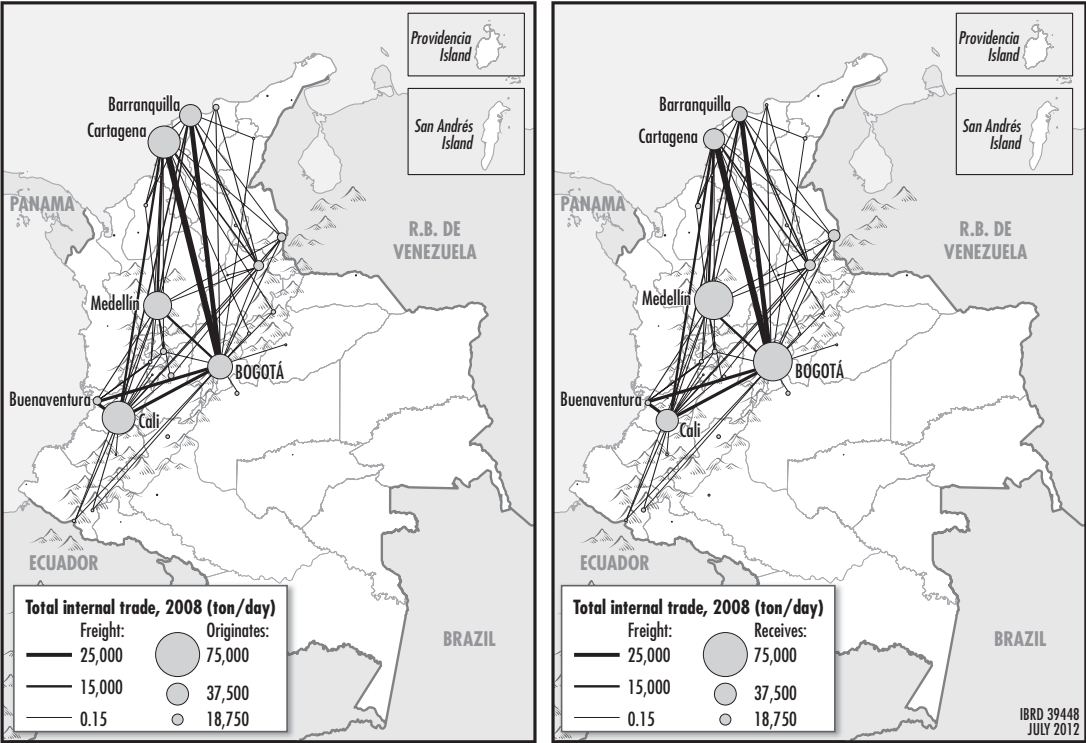 Providencia
Island
San Andrés
Island
Barranquilla
Cartagena
PANAMÁ
R.B. DE
VENEZUELA
Medellín
BOGOTÁ
Buenaventura
Cali
ECUADOR
BRAZIL
Total internal trade, 2008 (ton/day)
Freight:
25,000
15,000
0.15
Originates:
75,000
37,500
18,750
Providencia
Island
San Andrés
Island
Barranquilla
Cartagena
PANAMÁ
R.B. DE
VENEZUELA
Medellín
BOGOTÁ
Buenaventura
Cali
ECUADOR
BRAZIL
Total internal trade, 2008 (ton/day)
Freight:
25,000
15,000
0.15
Receives:
75,000
37,500
18,750
IBRD 39448
JULY 2012